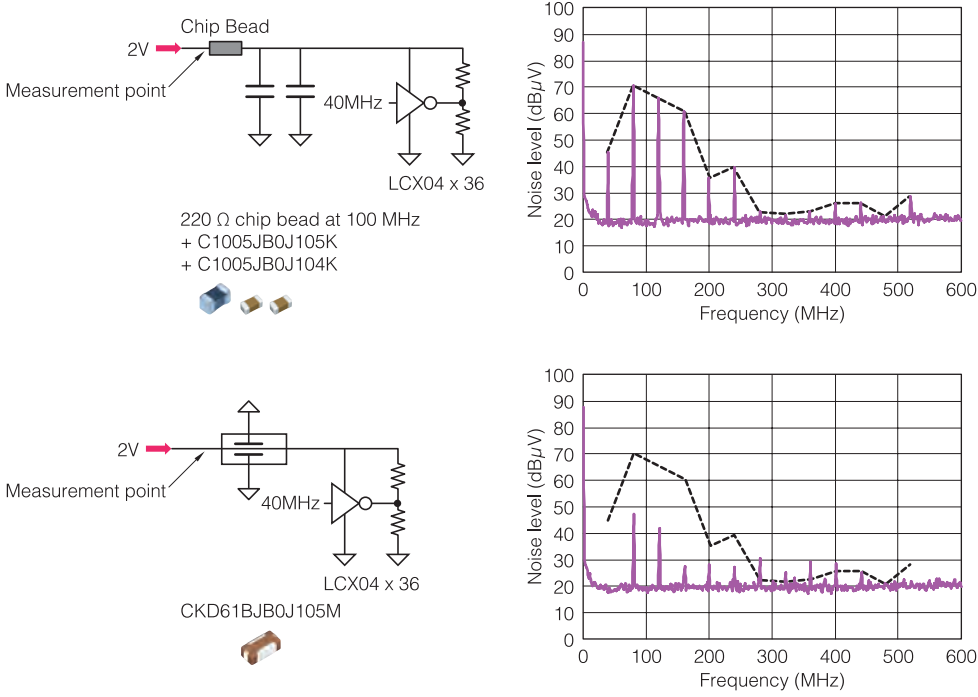 Chip Bead
2V
Measurement point
40MHz
LCX04 x 36
220 Ω chip bead at 100 MHz
+ C1005JB0J105K
+ C1005JB0J104K
Noise level (dBµV)
100
90
80
70
60
50
40
30
20
10
0
0 100 200 300 400 500 600
Frequency (MHz)
2V
Measurement point
40MHz
LCX04 x 36
CKD61BJB0J105M
Noise level (dBµV)
100
90
80
70
60
50
40
30
20
10
0
0 100 200 300 400 500 600
Frequency (MHz)